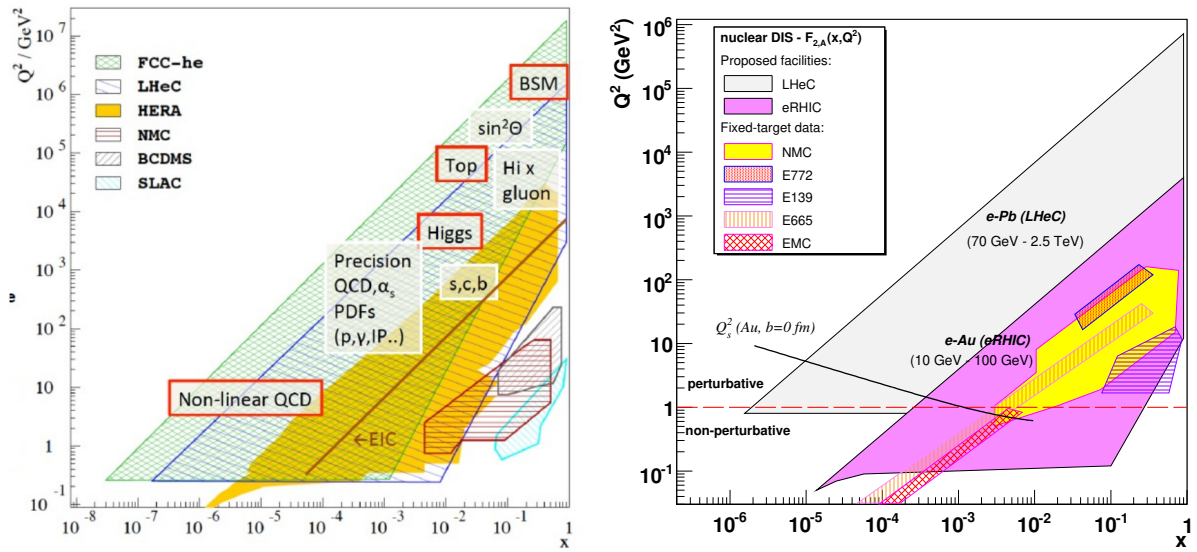 Q² / GeV²
10⁷
10⁶
10⁵
10⁴
10³
10²
10
1
10⁻¹
FCC-he
LHeC
HERA
NMC
BCDMS
SLAC
BSM
sin²Θ
Top
Hi x
gluon
Higgs
Precision
QCD,αₛ
PDFs
(p,γ,IP..)
s,c,b
Non-linear QCD
←EIC
10⁻⁸
10⁻⁷
10⁻⁶
10⁻⁵
10⁻⁴
10⁻³
10⁻²
10⁻¹
1
x
Q² (GeV²)
10⁶
10⁵
10⁴
10³
10²
10
1
10⁻¹
nuclear DIS - F₂,A(x,Q²)
Proposed facilities:
LHeC
eRHIC
Fixed-target data:
NMC
E772
E139
E665
EMC
e-Pb (LHeC)
(70 GeV - 2.5 TeV)
Qₛ² (Au, b=0 fm)
e-Au (eRHIC)
(10 GeV - 100 GeV)
perturbative
non-perturbative
10⁻⁶
10⁻⁵
10⁻⁴
10⁻³
10⁻²
10⁻¹
1
x